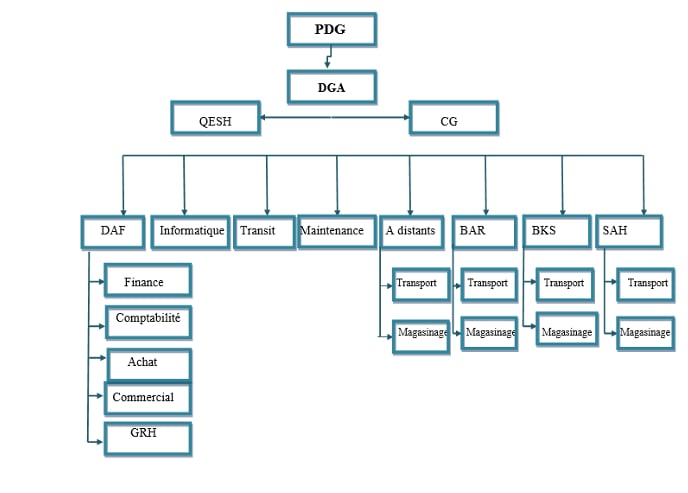 PDG
DGA
QESH
CG
DAF
Informatique
Transit
Maintenance
A distants
BAR
BKS
SAH
Finance
Transport
Transport
Transport
Transport
Comptabilité
Magasinage
Magasinage
Magasinage
Magasinage
Achat
Commercial
GRH